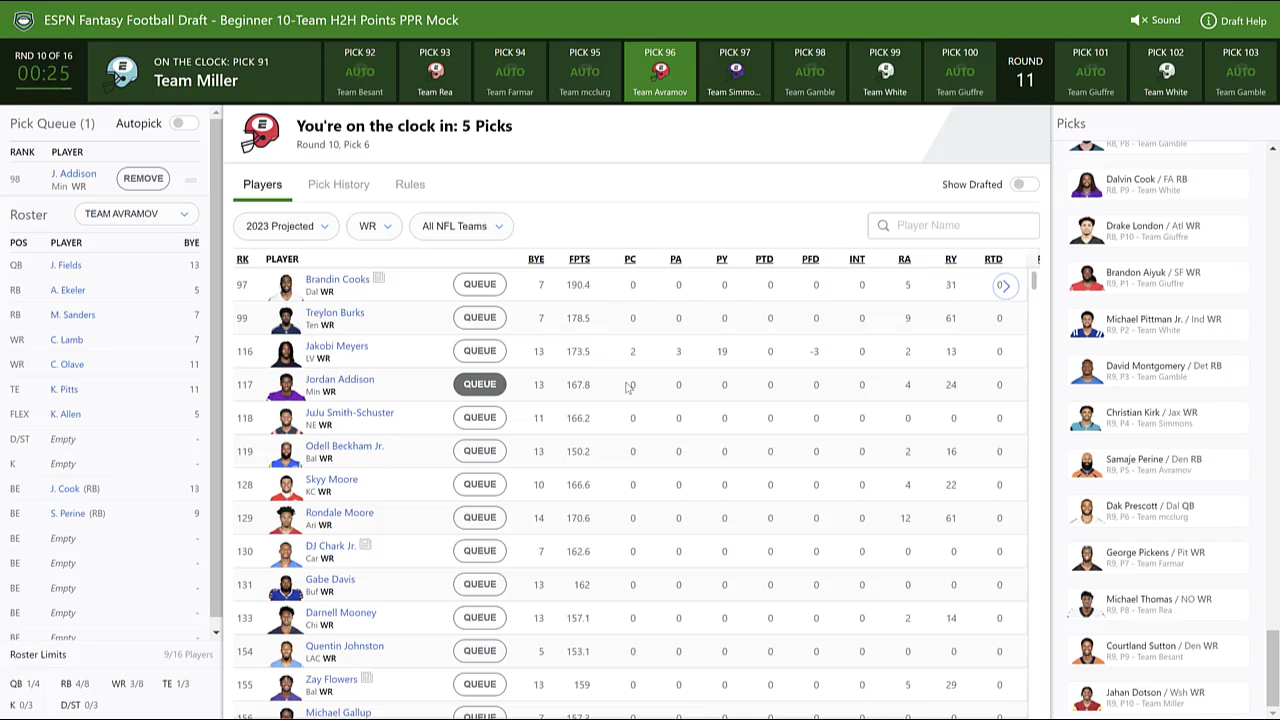 ESPN Fantasy Football Draft - Beginner 10-Team H2H Points PPR Mock
Sound
Draft Help
RND 10 OF 16
00:25
ON THE CLOCK: PICK 91
Team Miller
PICK 92
AUTO
Team Besant
PICK 93
Team Rea
PICK 94
AUTO
Team Farmar
PICK 95
AUTO
Team mcclurg
PICK 96
Team Avramov
PICK 97
Team Simmo...
PICK 98
AUTO
Team Gamble
PICK 99
Team White
PICK 100
AUTO
Team Giuffre
ROUND
11
PICK 101
AUTO
Team Giuffre
PICK 102
Team White
PICK 103
AUTO
Team Gamble
Pick Queue (1)
Autopick
RANK PLAYER
98 J. Addison REMOVE
Min WR
Roster TEAM AVRAMOV
POS PLAYER BYE
QB J. Fields 13
RB A. Ekeler 5
RB M. Sanders 7
WR C. Lamb 7
WR C. Olave 11
TE K. Pitts 11
FLEX K. Allen 5
D/ST Empty -
K Empty -
BE J. Cook (RB) 13
BE S. Perine (RB) 9
BE Empty -
BE Empty -
BE Empty -
BE Empty -
BE Empty -
Roster Limits 9/16 Players
QB 1/4 RB 4/8 WR 3/8 TE 1/3
K 0/3 D/ST 0/3
You're on the clock in: 5 Picks
Round 10, Pick 6
Players Pick History Rules
Show Drafted
2023 Projected WR All NFL Teams
Player Name
RK PLAYER BYE FPTS PC PA PY PTD PFD INT RA RY RTD
97 Brandin Cooks QUEUE 7 190.4 0 0 0 0 0 0 5 31 0
Dal WR
99 Treylon Burks QUEUE 7 178.5 0 0 0 0 0 0 9 61 0
Ten WR
116 Jakobi Meyers QUEUE 13 173.5 2 3 19 0 -3 0 2 13 0
LV WR
117 Jordan Addison QUEUE 13 167.8 0 0 0 0 0 0 4 24 0
Min WR
118 JuJu Smith-Schuster QUEUE 11 166.2 0 0 0 0 0 0 0 0 0
NE WR
119 Odell Beckham Jr. QUEUE 13 150.2 0 0 0 0 0 0 2 16 0
Bal WR
128 Skyy Moore QUEUE 10 166.6 0 0 0 0 0 0 4 22 0
KC WR
129 Rondale Moore QUEUE 14 170.6 0 0 0 0 0 0 12 61 0
Ari WR
130 DJ Chark Jr. QUEUE 7 162.6 0 0 0 0 0 0 0 0 0
Car WR
131 Gabe Davis QUEUE 13 162 0 0 0 0 0 0 0 0 0
Buf WR
133 Darnell Mooney QUEUE 13 157.1 0 0 0 0 0 0 2 14 0
Chi WR
154 Quentin Johnston QUEUE 5 153.1 0 0 0 0 0 0 0 0 0
LAC WR
155 Zay Flowers QUEUE 13 159 0 0 0 0 0 0 5 29 0
Bal WR
156 Michael Gallup QUEUE 7 157.3 0 0 0 0 0 0 0 0 0
Picks
R8, P8 - Team Gamble
Dalvin Cook / FA RB
R8, P9 - Team White
Drake London / Atl WR
R8, P10 - Team Giuffre
Brandon Aiyuk / SF WR
R9, P1 - Team Giuffre
Michael Pittman Jr. / Ind WR
R9, P2 - Team White
David Montgomery / Det RB
R9, P3 - Team Gamble
Christian Kirk / Jax WR
R9, P4 - Team Simmons
Samaje Perine / Den RB
R9, P5 - Team Avramov
Dak Prescott / Dal QB
R9, P6 - Team mcclurg
George Pickens / Pit WR
R9, P7 - Team Farmar
Michael Thomas / NO WR
R9, P8 - Team Rea
Courtland Sutton / Den WR
R9, P9 - Team Besant
Jahan Dotson / Wsh WR
R9, P10 - Team Miller